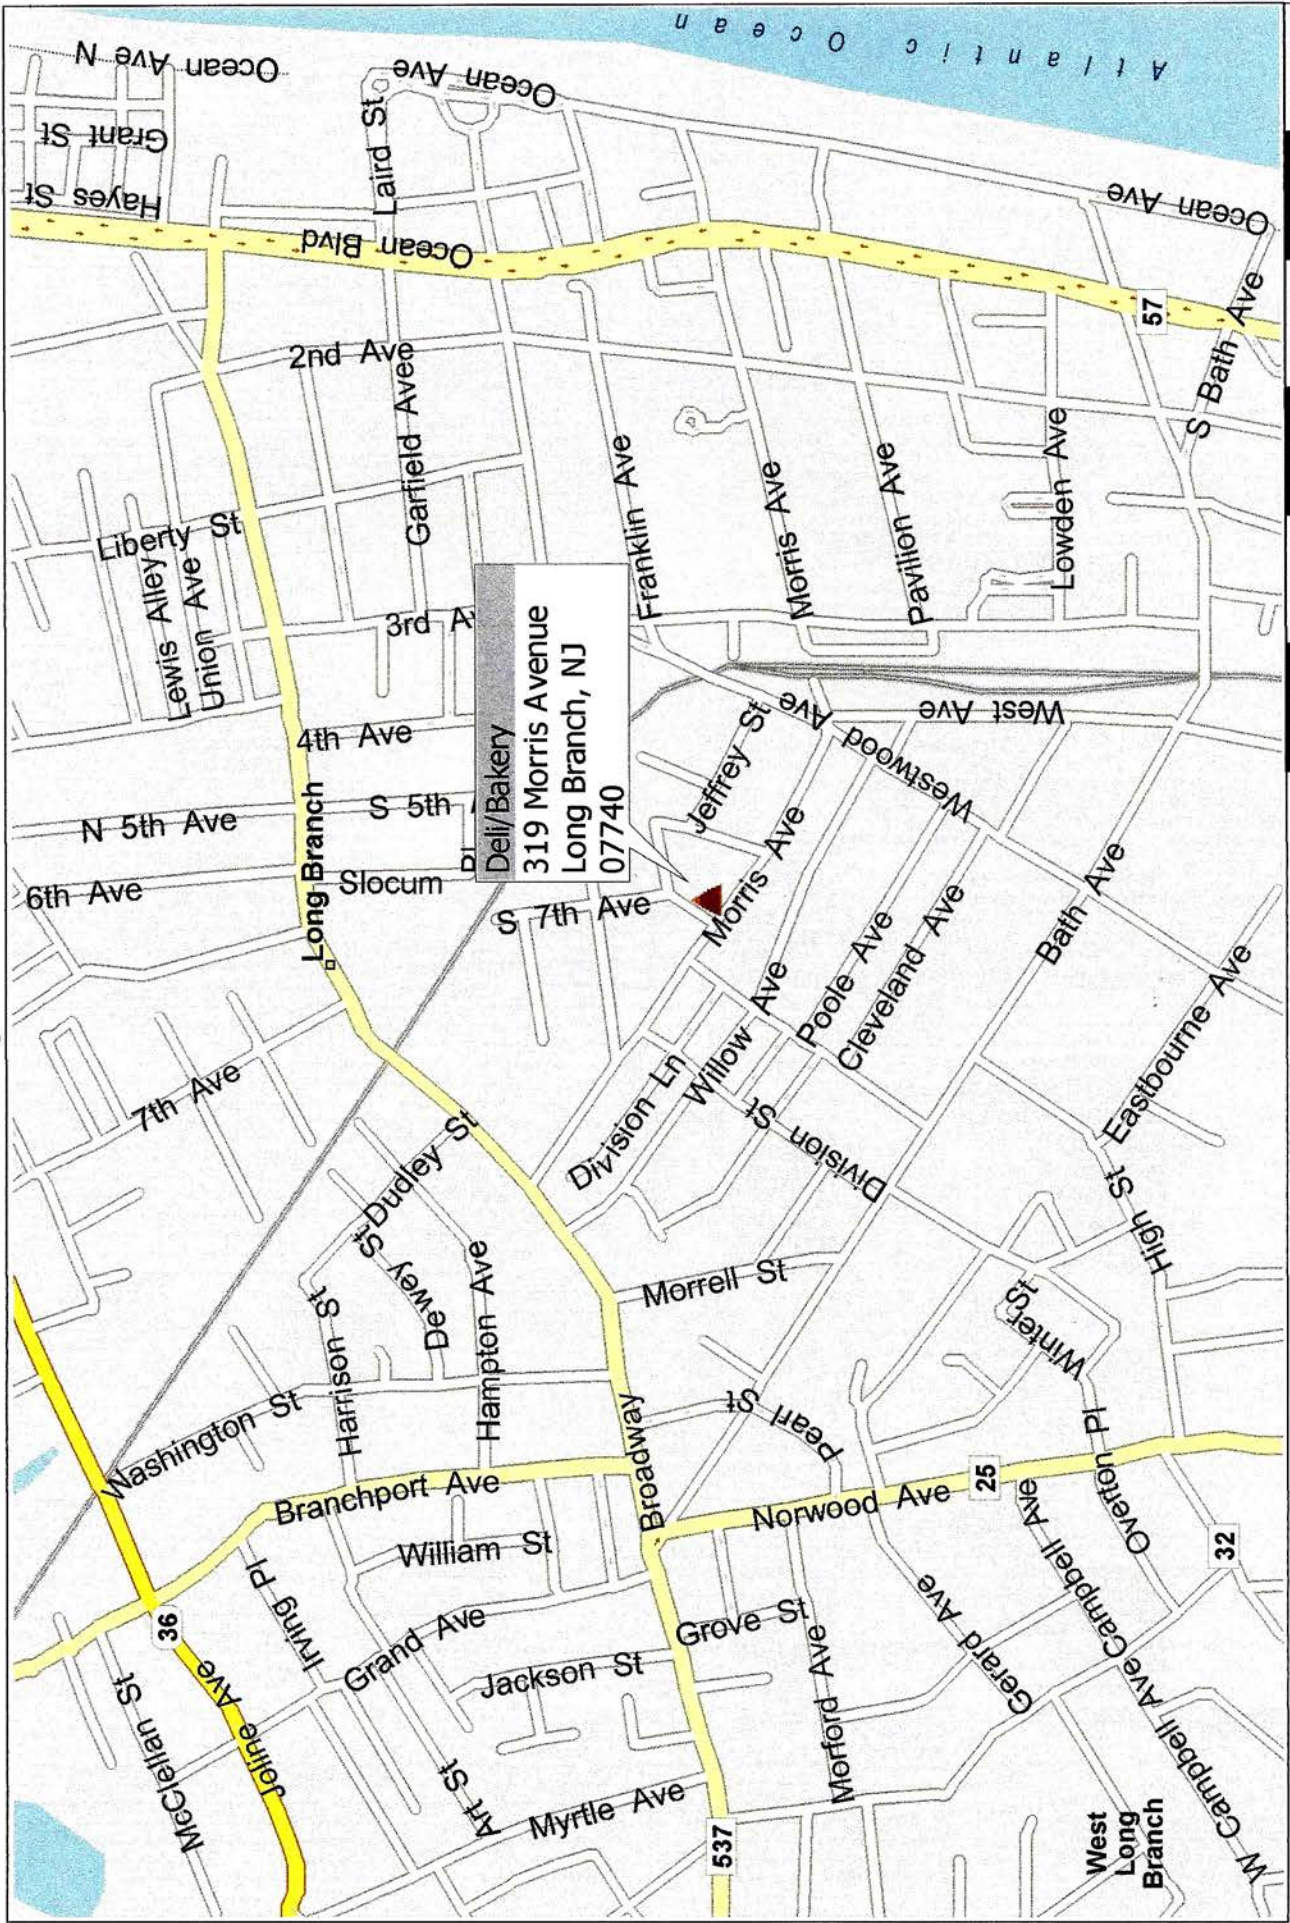 McClellan St
36
Joline Ave
Washington St
Irving Pl
Branchport Ave
Harrison St
Grand Ave
William St
Art St
Jackson St
Myrtle Ave
7th Ave
Dudley St
Dewey St
Hampton Ave
Broadway
537
6th Ave
N 5th Ave
Long Branch
Slocum
Pl
S 5th
4th Ave
S 7th Ave
Lewis Alley
Union Ave
Liberty St
3rd Av
Garfield Ave
2nd Ave
Hayes St
Grant St
Ocean Ave N
Laird St
Ocean Blvd
Ocean Ave
Atlantic Ocean
Deli/Bakery
319 Morris Avenue
Long Branch, NJ
07740
Franklin Ave
Jeffrey St
Morris Ave
Morris Ave
Pavilion Ave
Westwood Ave
West Ave
Lowden Ave
57
S Bath Ave
Ocean Ave
Division Ln
Willow Ave
Poole Ave
Cleveland Ave
Division St
Bath Ave
Eastbourne Ave
High St
Morrell St
Pearl St
Winter St
Norwood Ave
25
Overton Pl
32
Grove St
Morford Ave
Gerard Ave
Campbell Ave
W Campbell Ave
West
Long
Branch